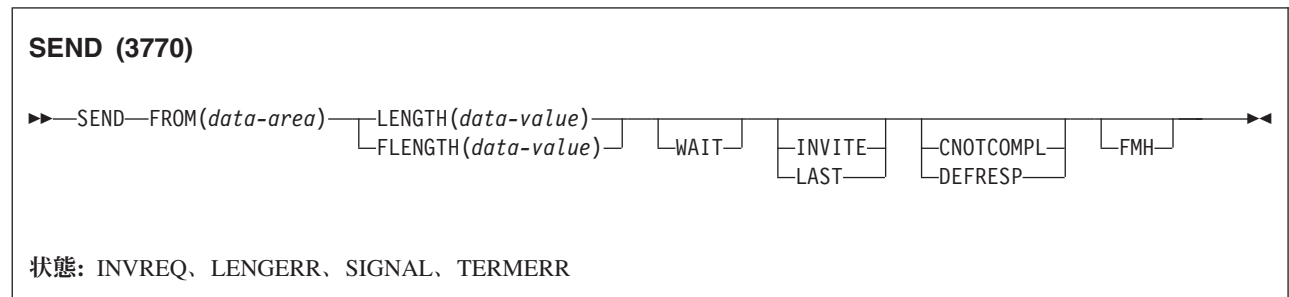 SEND (3770)
SEND FROM(data-area) LENGTH(data-value) WAIT INVITE CNOTCOMPL FMH
FLENGTH(data-value) LAST DEFRESP
状態: INVREQ、LENGERR、SIGNAL、TERMERR